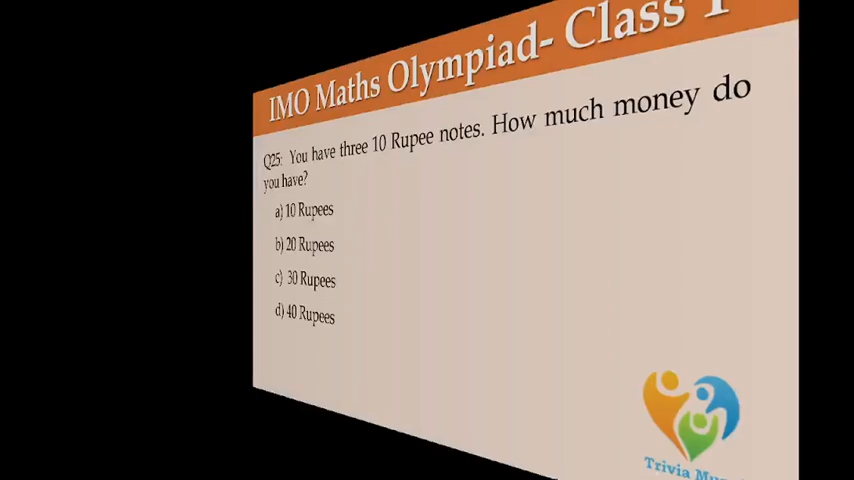 IMO Maths Olympiad- Class
Q25: You have three 10 Rupee notes. How much money do
you have?
a) 10 Rupees
b) 20 Rupees
c) 30 Rupees
d) 40 Rupees
Trivia